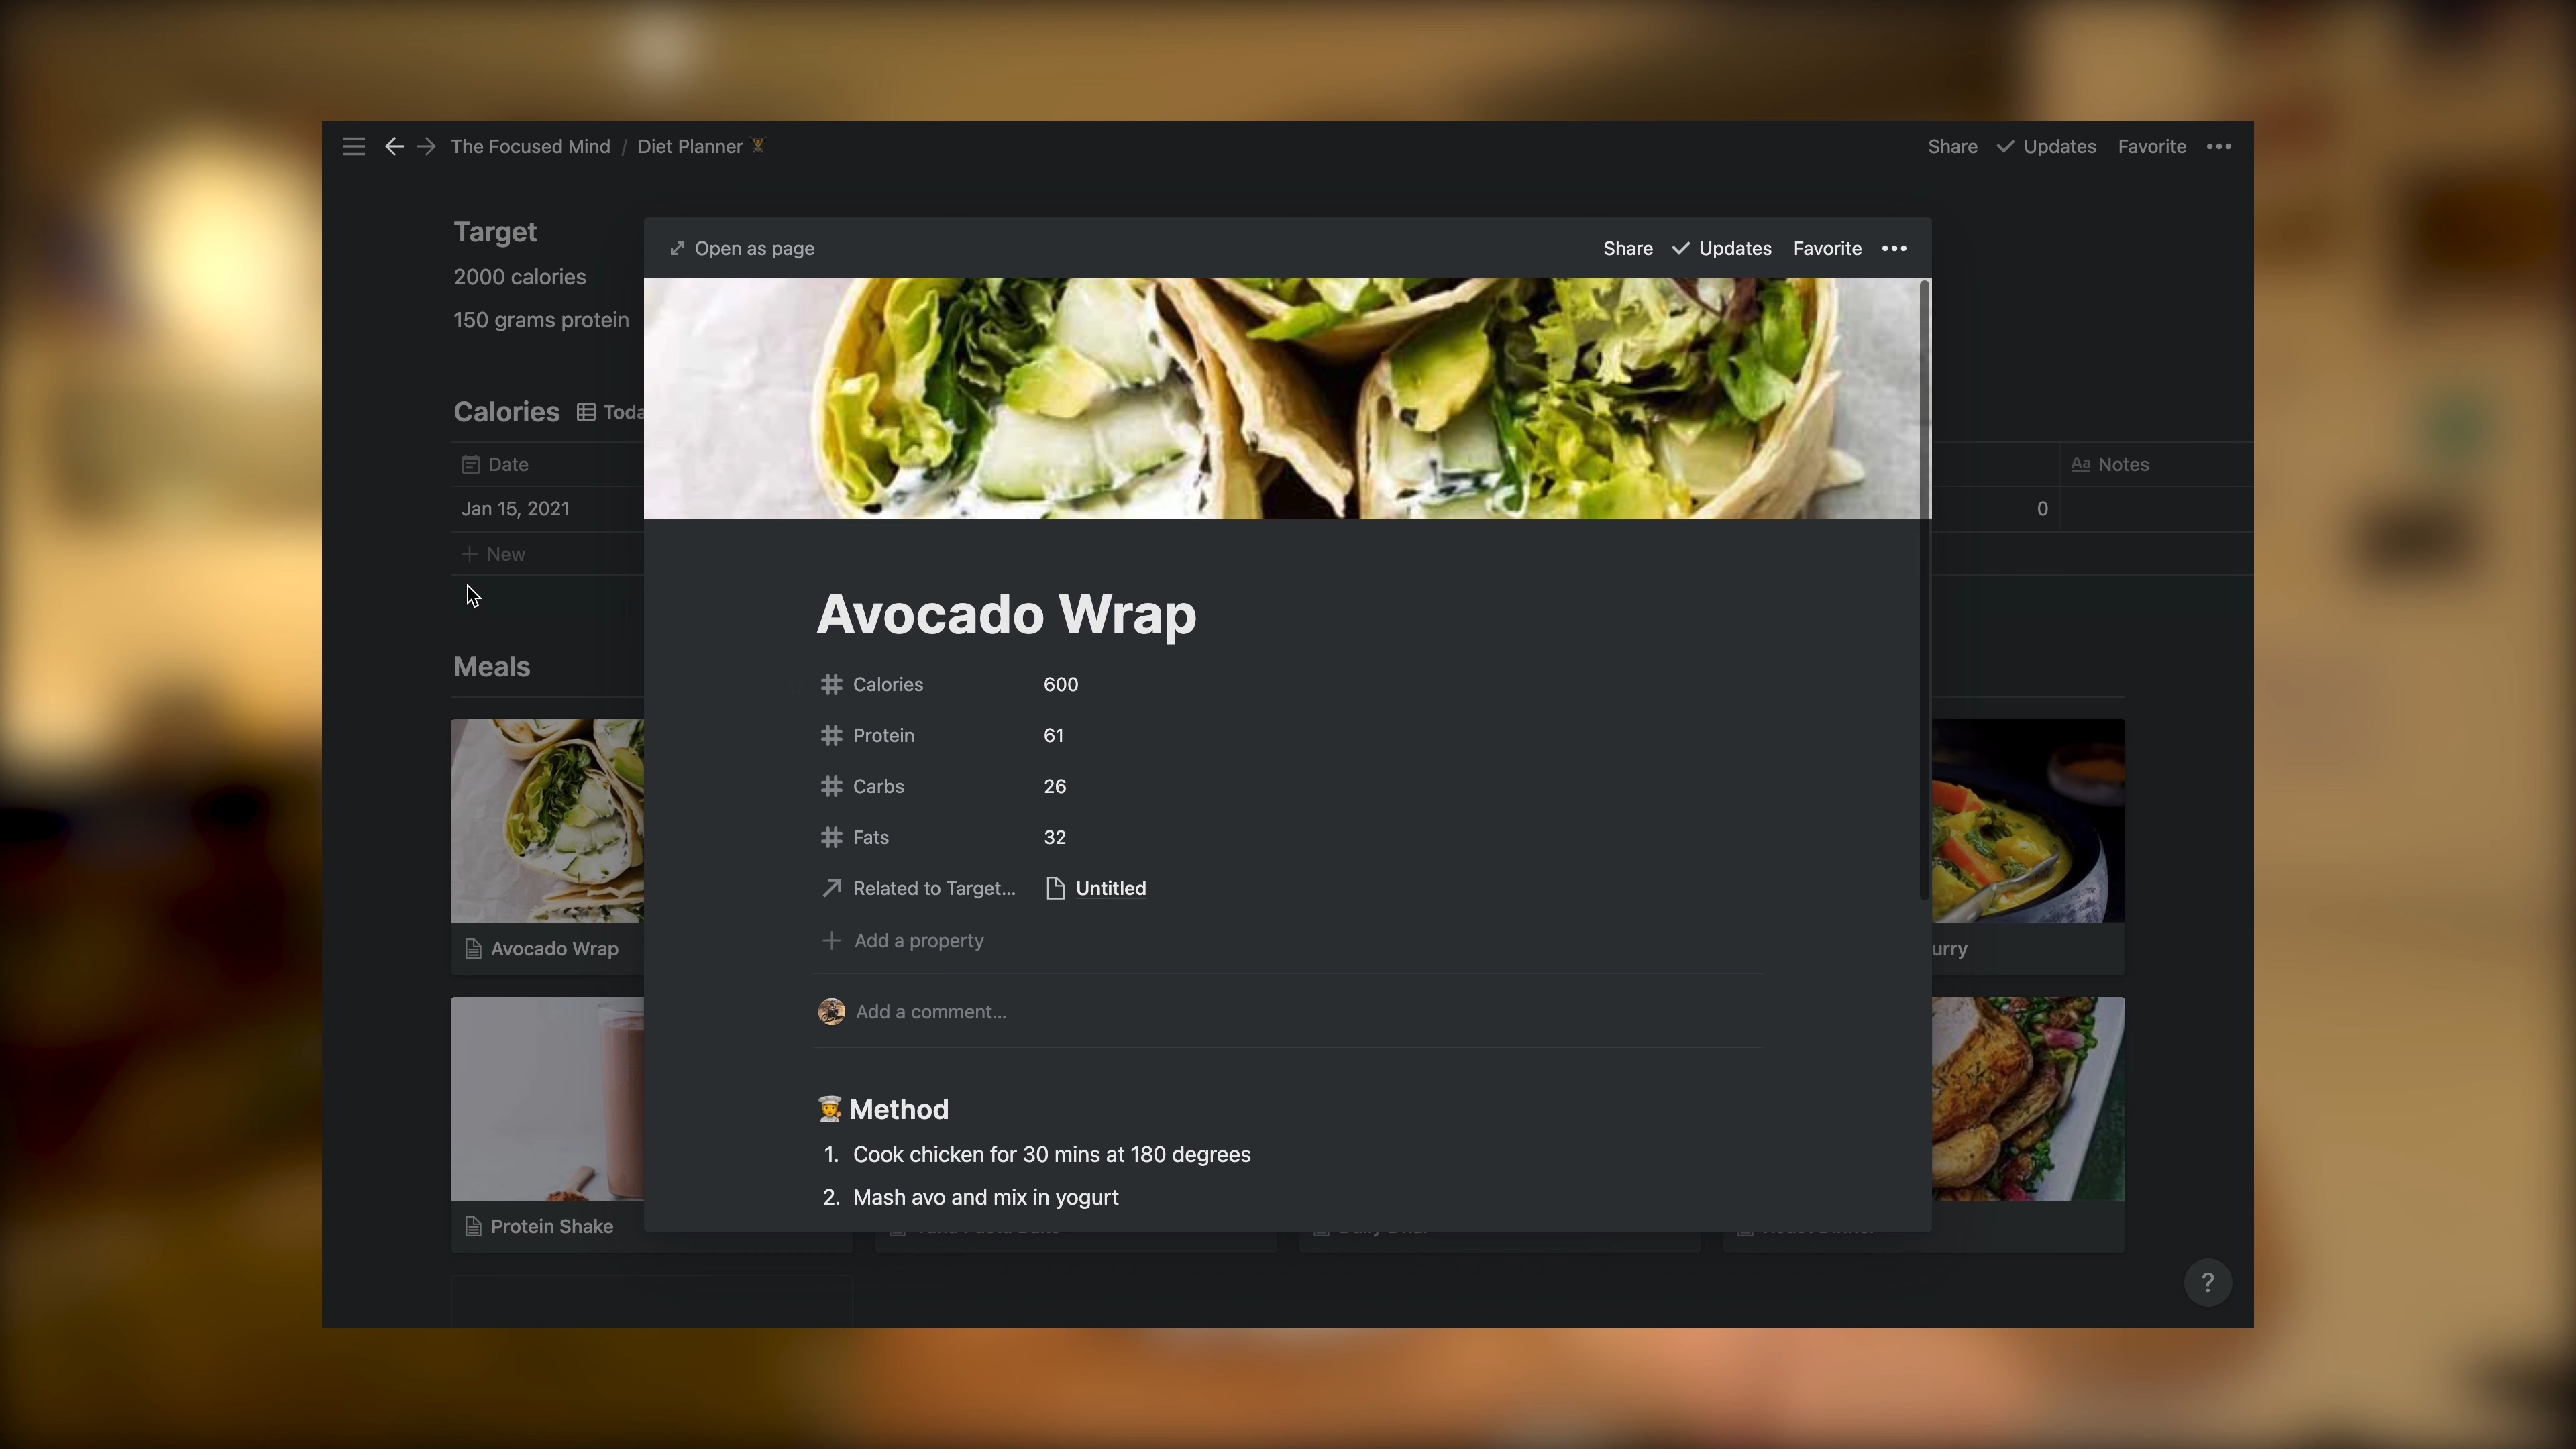 The Focused Mind / Diet Planner
Share Updates Favorite
Target
2000 calories
150 grams protein
Calories
Date
Aa Notes
Jan 15, 2021
0
+ New
Meals
Avocado Wrap
Protein Shake
Open as page
Share Updates Favorite
Avocado Wrap
# Calories 600
# Protein 61
# Carbs 26
# Fats 32
Related to Target... Untitled
+ Add a property
Add a comment...
Method
1. Cook chicken for 30 mins at 180 degrees
2. Mash avo and mix in yogurt
?